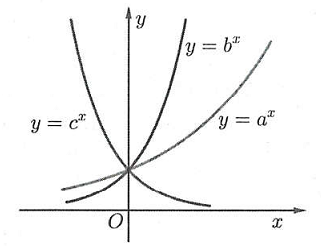 y
y = b^x
y = c^x
y = a^x
O
x